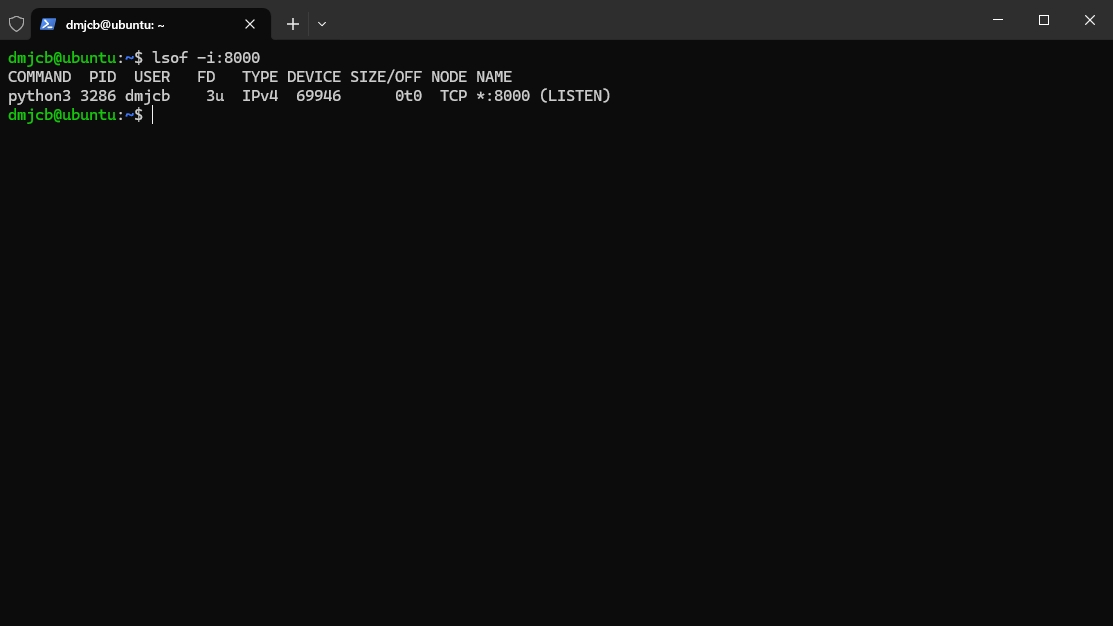 dmjcb@ubuntu: ~
dmjcb@ubuntu:~$ lsof -i:8000
COMMAND  PID  USER   FD   TYPE DEVICE SIZE/OFF NODE NAME
python3 3286 dmjcb    3u  IPv4  69946      0t0  TCP *:8000 (LISTEN)
dmjcb@ubuntu:~$